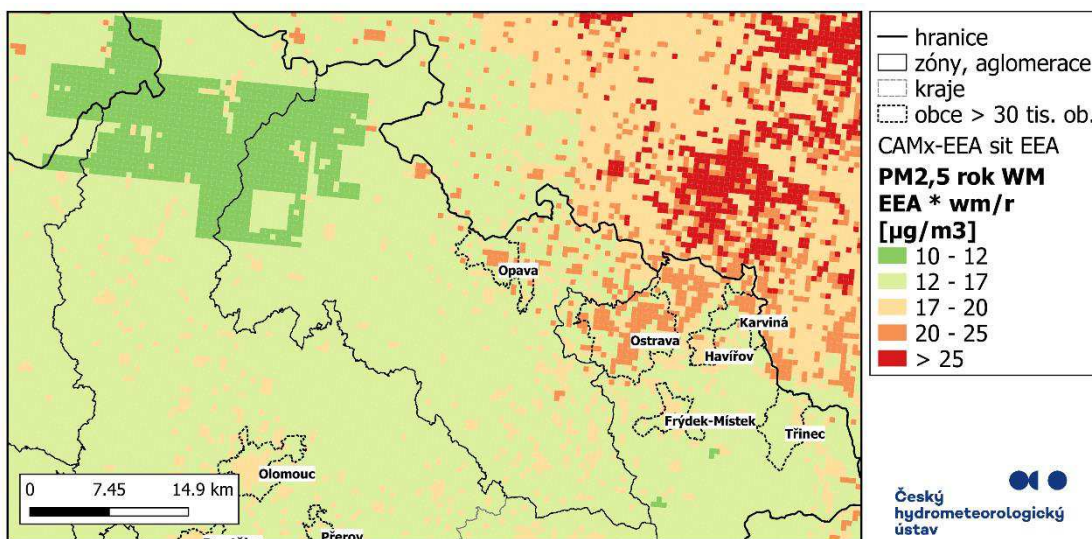 hranice
zóny, aglomerace
kraje
obce > 30 tis. ob.
CAMx-EEA sit EEA
PM2,5 rok WM
EEA * wm/r
[µg/m3]
10 - 12
12 - 17
17 - 20
20 - 25
> 25
Opava
Karviná
Ostrava
Havířov
Frýdek-Místek
Třinec
Olomouc
Přerov
0 7.45 14.9 km
Český
hydrometeorologický
ústav